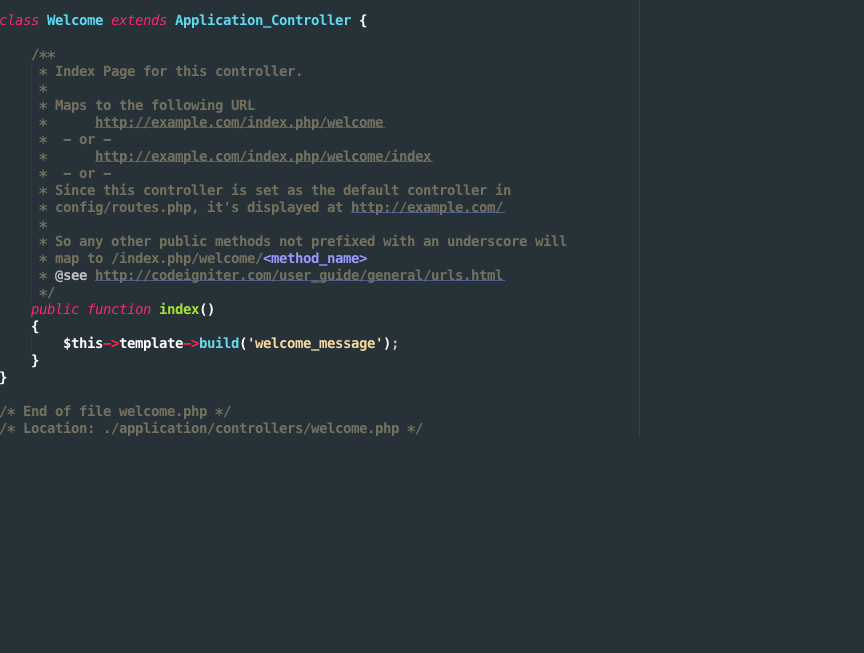 class Welcome extends Application_Controller {
/**
* Index Page for this controller.
*
* Maps to the following URL
* http://example.com/index.php/welcome
* - or -
* http://example.com/index.php/welcome/index
* - or -
* Since this controller is set as the default controller in
* config/routes.php, it's displayed at http://example.com/
*
* So any other public methods not prefixed with an underscore will
* map to /index.php/welcome/<method_name>
* @see http://codeigniter.com/user_guide/general/urls.html
*/
public function index()
{
$this->template->build('welcome_message');
}
}
/* End of file welcome.php */
/* Location: ./application/controllers/welcome.php */